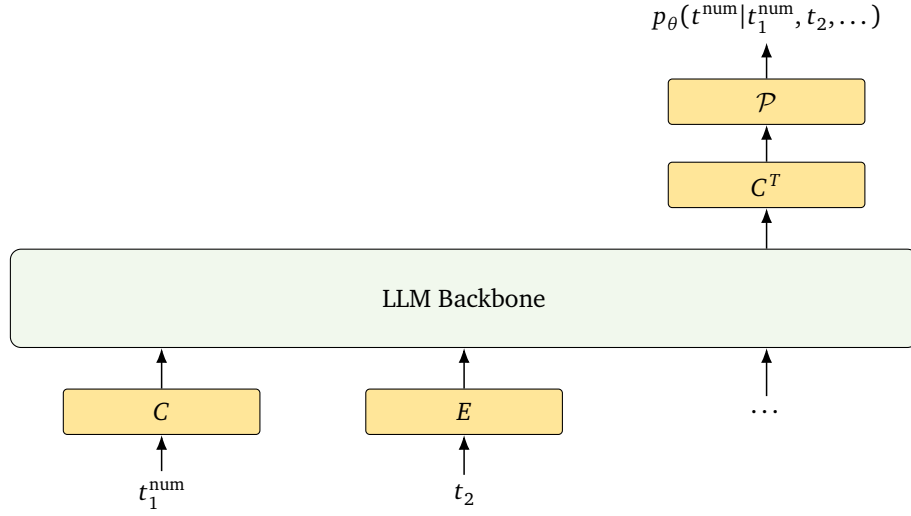 p_θ(t^num|t_1^num, t_2, …)
𝒫
C^T
LLM Backbone
C E …
t_1^num t_2